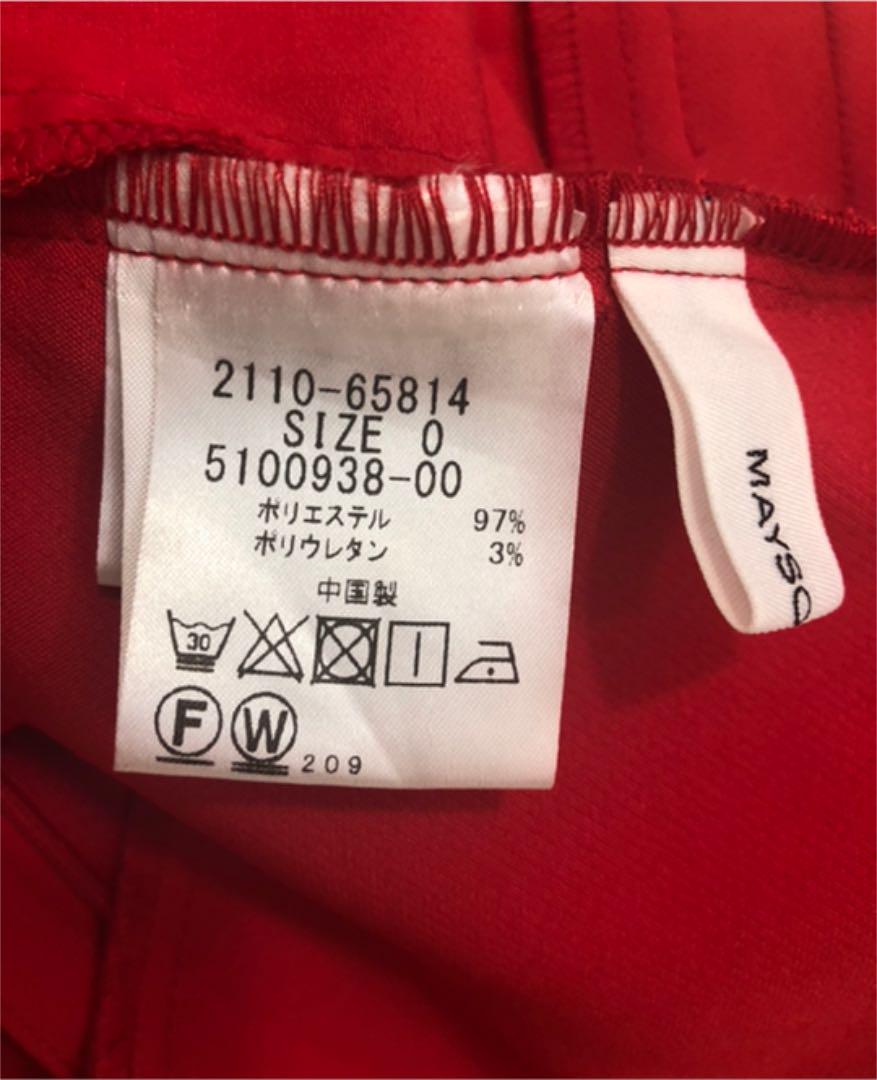 2110-65814
SIZE 0
5100938-00
ポリエステル 97%
ポリウレタン 3%
中国製
30
F W 209
MAYSO